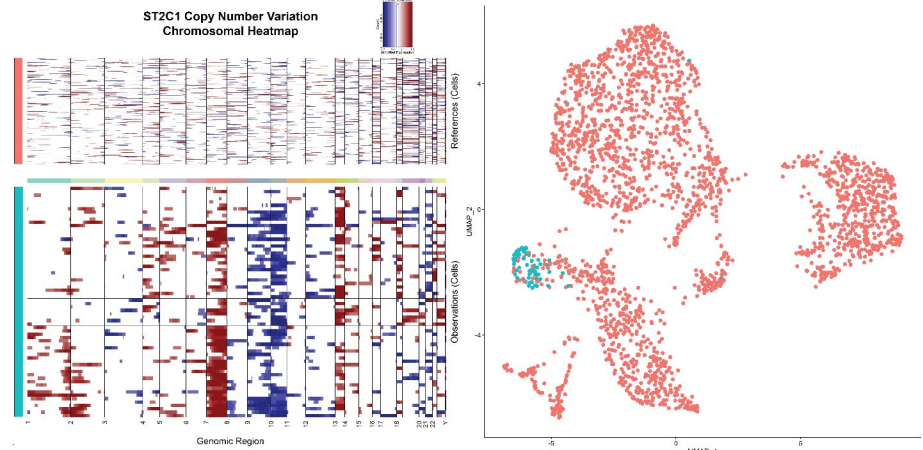 ST2C1 Copy Number Variation
Chromosomal Heatmap
References (Cells)
Observations (Cells)
1 2 3 4 5 6 7 8 9 10 11 12 13 14 15 16 17 18 20 21 22 Y
Genomic Region
4
0
-4
UMAP_2
-5 0 5